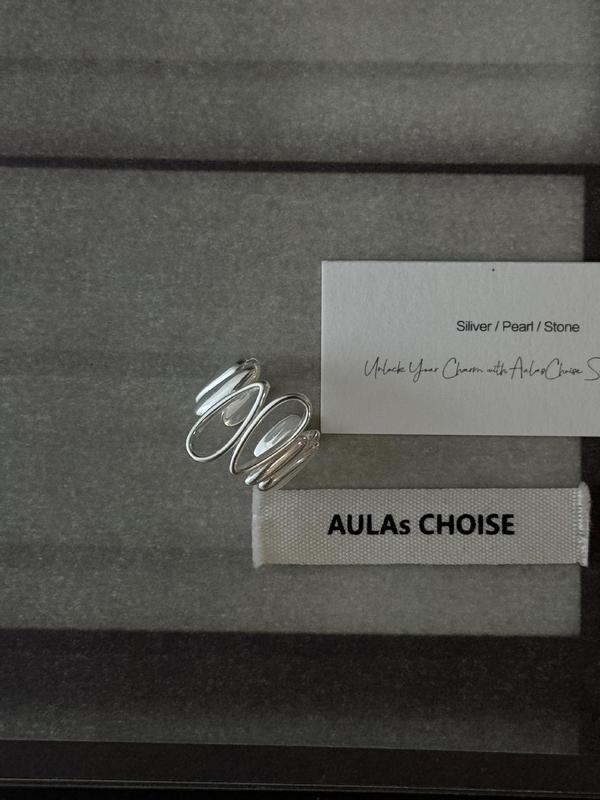 Siliver / Pearl / Stone
Unlock Your Charm with AulasChoise
AULAs CHOISE